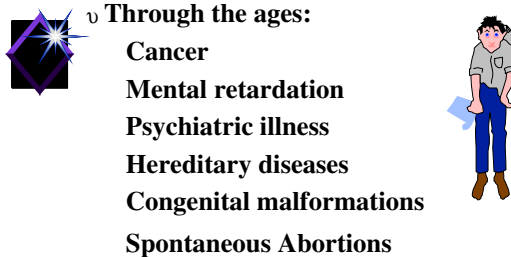 υ Through the ages:
Cancer
Mental retardation
Psychiatric illness
Hereditary diseases
Congenital malformations
Spontaneous Abortions